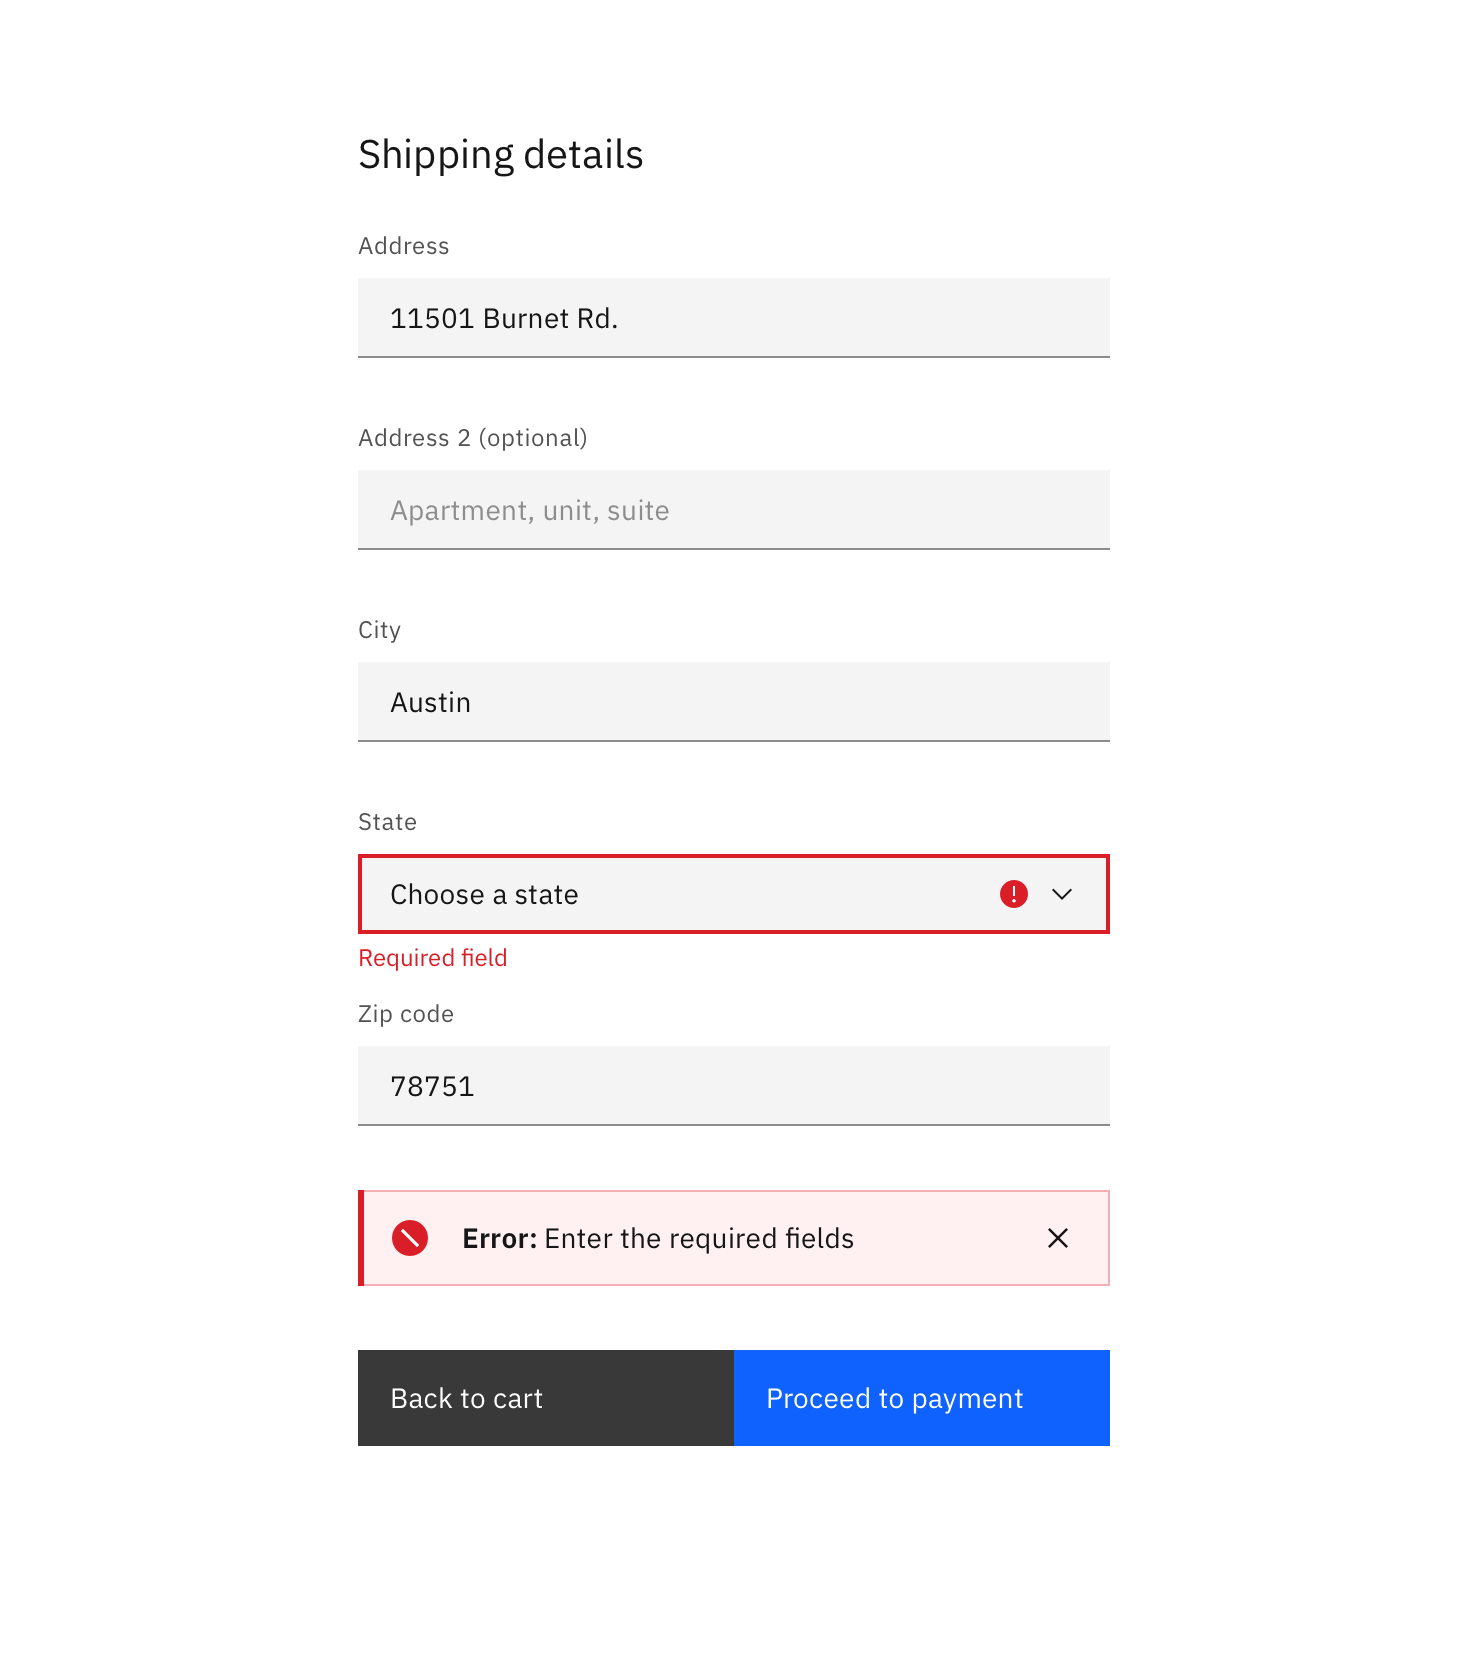 Shipping details
Address
11501 Burnet Rd.
Address 2 (optional)
Apartment, unit, suite
City
Austin
State
Choose a state
Required field
Zip code
78751
Error: Enter the required fields
Back to cart
Proceed to payment